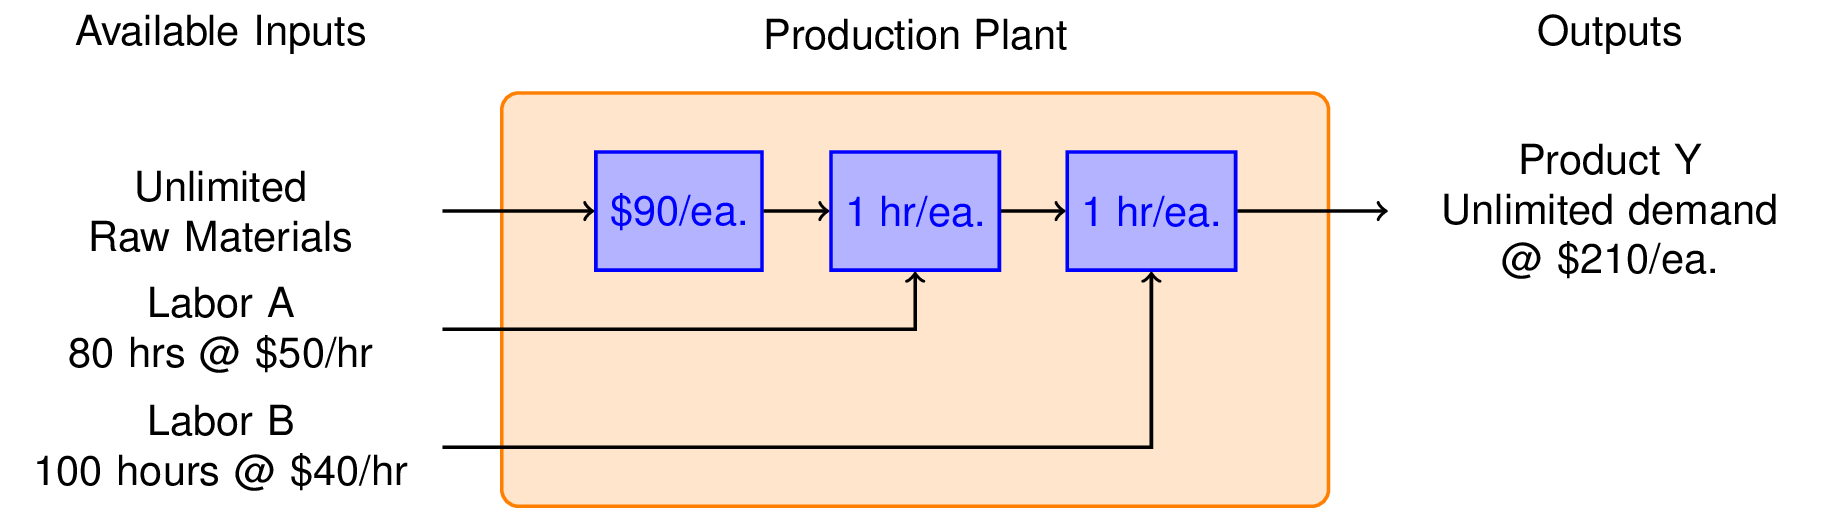 Available Inputs
Production Plant
Outputs
Unlimited
Raw Materials
$90/ea.
1 hr/ea.
1 hr/ea.
Product Y
Unlimited demand
@ $210/ea.
Labor A
80 hrs @ $50/hr
Labor B
100 hours @ $40/hr